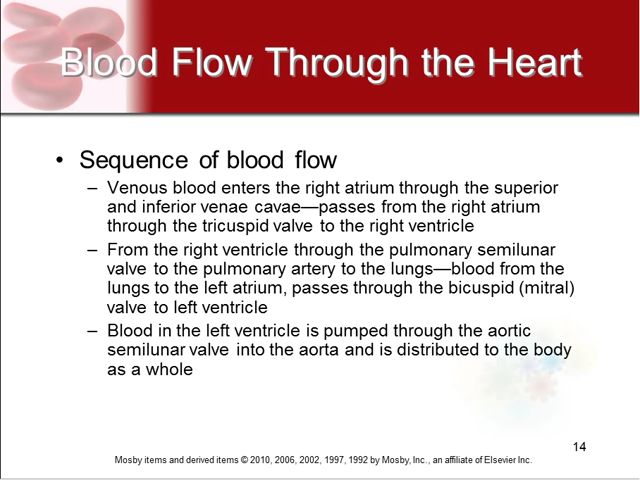 Blood Flow Through the Heart
• Sequence of blood flow
– Venous blood enters the right atrium through the superior
and inferior venae cavae—passes from the right atrium
through the tricuspid valve to the right ventricle
– From the right ventricle through the pulmonary semilunar
valve to the pulmonary artery to the lungs—blood from the
lungs to the left atrium, passes through the bicuspid (mitral)
valve to left ventricle
– Blood in the left ventricle is pumped through the aortic
semilunar valve into the aorta and is distributed to the body
as a whole
14
Mosby items and derived items © 2010, 2006, 2002, 1997, 1992 by Mosby, Inc., an affiliate of Elsevier Inc.